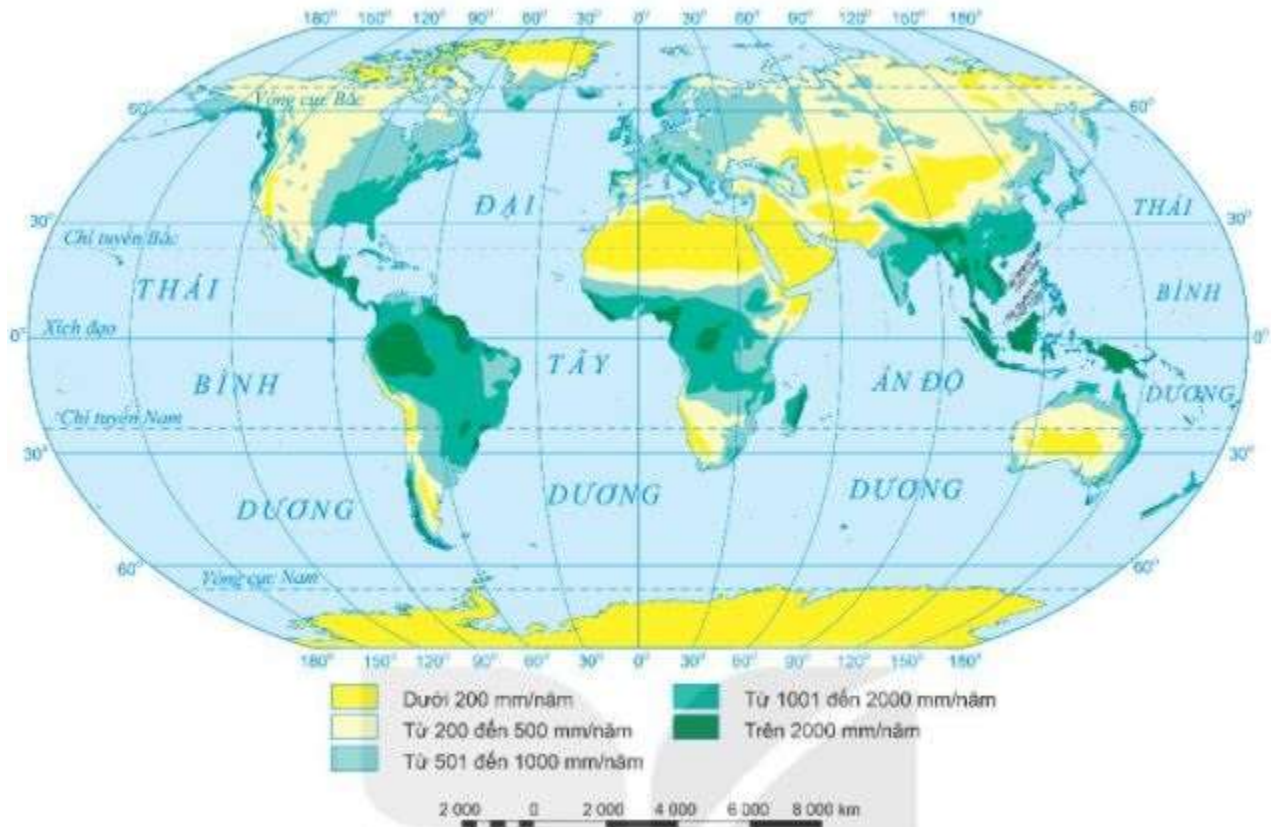 180° 150° 120° 90° 60° 30° 0° 30° 60° 90° 120° 150° 180°
Vòng cực Bắc
60° 60°
ĐẠI
THÁI
30° 30°
Chí tuyến Bắc
THÁI
BÌNH
Xích đạo
0° 0°
TÂY
BÌNH
ẤN ĐỘ
DƯƠNG
Chí tuyến Nam
30° 30°
DƯƠNG
DƯƠNG
DƯƠNG
60° 60°
Vòng cực Nam
180° 150° 120° 90° 60° 30° 0° 30° 60° 90° 120° 150° 180°
Dưới 200 mm/năm
Từ 1001 đến 2000 mm/năm
Từ 200 đến 500 mm/năm
Trên 2000 mm/năm
Từ 501 đến 1000 mm/năm
2 000 0 2 000 4 000 6 000 8 000 km